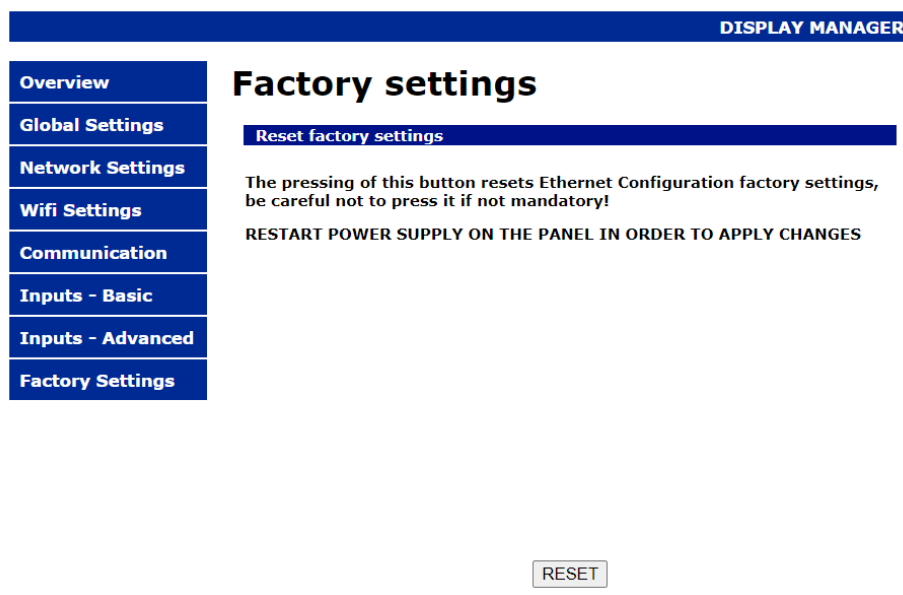 DISPLAY MANAGER
Overview
Global Settings
Network Settings
Wifi Settings
Communication
Inputs - Basic
Inputs - Advanced
Factory Settings
Factory settings
Reset factory settings
The pressing of this button resets Ethernet Configuration factory settings,
be careful not to press it if not mandatory!
RESTART POWER SUPPLY ON THE PANEL IN ORDER TO APPLY CHANGES
RESET